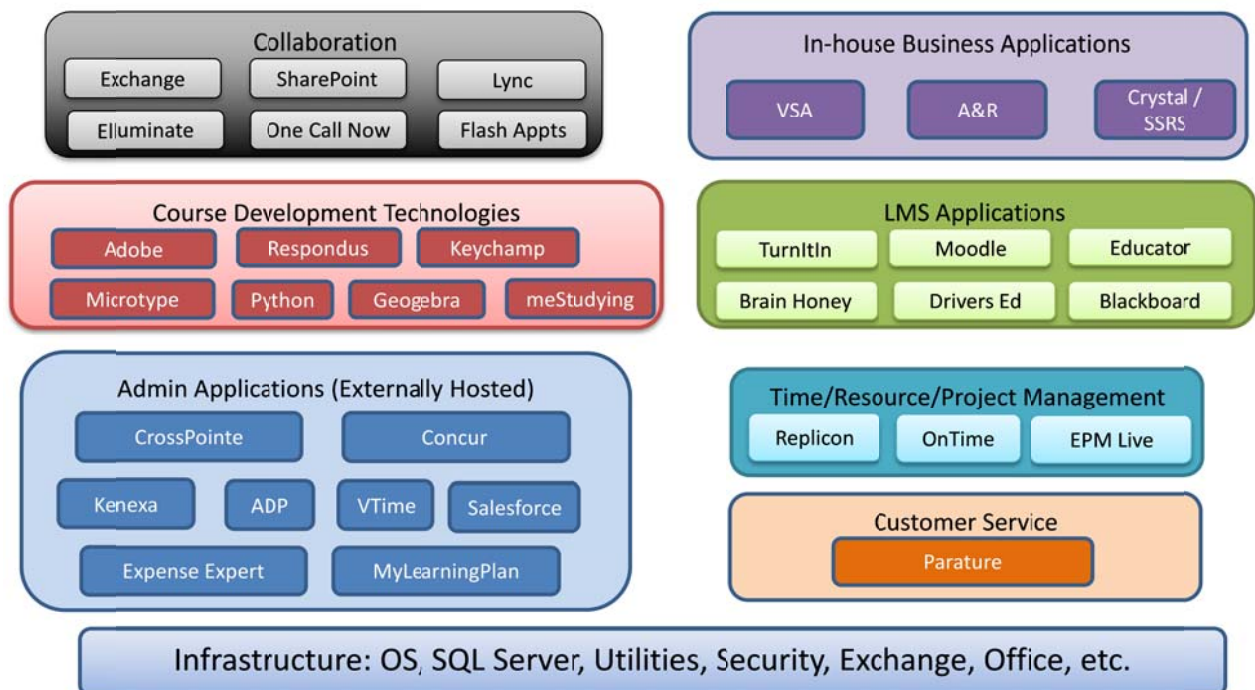 Collaboration
Exchange
SharePoint
Lync
Elluminate
One Call Now
Flash Appts
In-house Business Applications
VSA
A&R
Crystal /
SSRS
Course Development Technologies
Adobe
Respondus
Keychamp
Microtype
Python
Geogebra
meStudying
LMS Applications
TurnItIn
Moodle
Educator
Brain Honey
Drivers Ed
Blackboard
Admin Applications (Externally Hosted)
CrossPointe
Concur
Kenexa
ADP
VTime
Salesforce
Expense Expert
MyLearningPlan
Time/Resource/Project Management
Replicon
OnTime
EPM Live
Customer Service
Parature
Infrastructure: OS, SQL Server, Utilities, Security, Exchange, Office, etc.